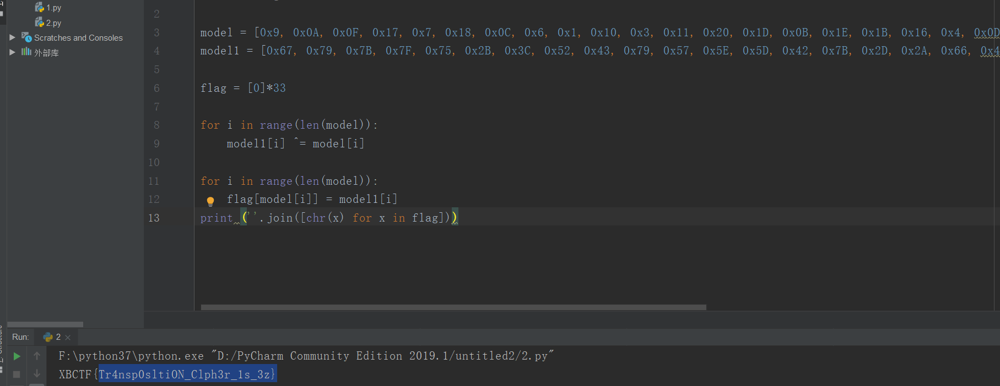 1.py
2.py
Scratches and Consoles
外部库
2
3 model = [0x9, 0x0A, 0x0F, 0x17, 0x7, 0x18, 0x0C, 0x6, 0x1, 0x10, 0x3, 0x11, 0x20, 0x1D, 0x0B, 0x1E, 0x1B, 0x16, 0x4, 0x0D
4 model1 = [0x67, 0x79, 0x7B, 0x7F, 0x75, 0x2B, 0x3C, 0x52, 0x43, 0x79, 0x57, 0x5E, 0x5D, 0x42, 0x7B, 0x2D, 0x2A, 0x66, 0x4
5
6 flag = [0]*33
7
8 for i in range(len(model)):
9 model1[i] ^= model[i]
10
11 for i in range(len(model)):
12 flag[model[i]] = model1[i]
13 print (''.join([chr(x) for x in flag]))
Run: 2
F:\python37\python.exe "D:/PyCharm Community Edition 2019.1/untitled2/2.py"
XBCTF{Tr4nsp0sltiON_Clph3r_1s_3z}